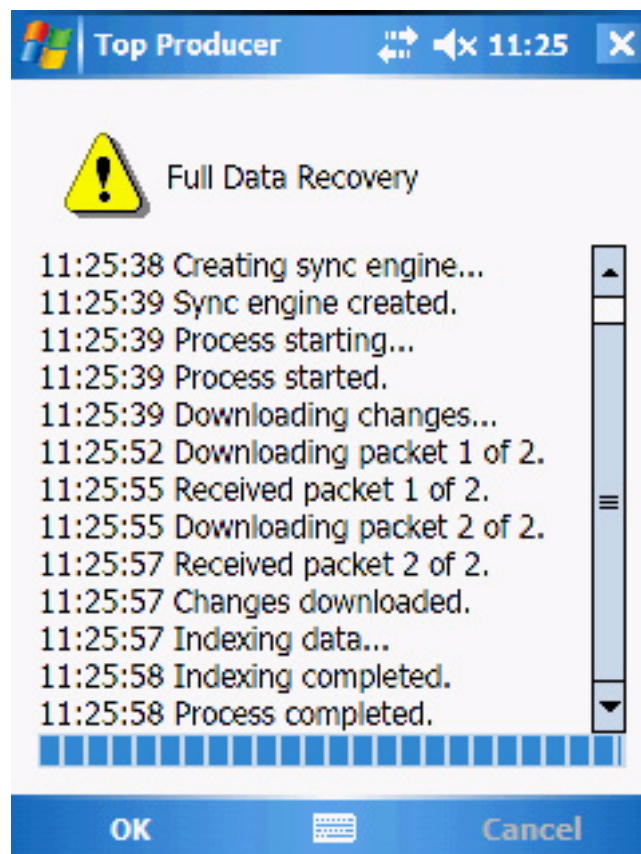 Top Producer 11:25
Full Data Recovery
11:25:38 Creating sync engine...
11:25:39 Sync engine created.
11:25:39 Process starting...
11:25:39 Process started.
11:25:39 Downloading changes...
11:25:52 Downloading packet 1 of 2.
11:25:55 Received packet 1 of 2.
11:25:55 Downloading packet 2 of 2.
11:25:57 Received packet 2 of 2.
11:25:57 Changes downloaded.
11:25:57 Indexing data...
11:25:58 Indexing completed.
11:25:58 Process completed.
OK Cancel